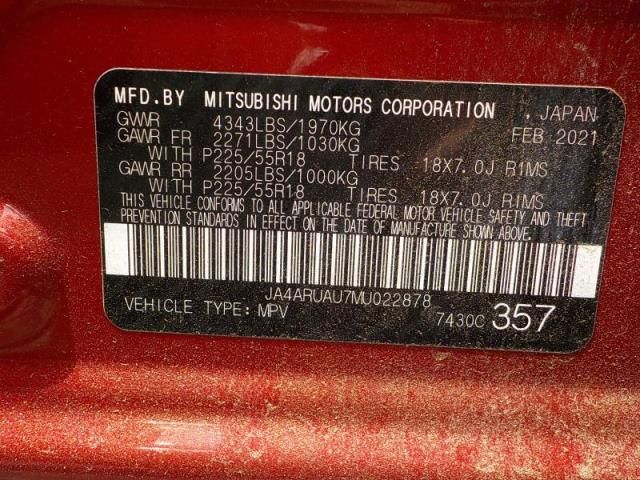 MFD.BY MITSUBISHI MOTORS CORPORATION . JAPAN
GVWR 4343LBS/1970KG FEB 2021
GAWR FR 2271LBS/1030KG
WITH P225/55R18 TIRES 18X7.0J RIMS
GAWR RR 2205LBS/1000KG
WITH P225/55R18 TIRES 18X7.0J RIMS
THIS VEHICLE CONFORMS TO ALL APPLICABLE FEDERAL MOTOR VEHICLE SAFETY AND THEFT
PREVENTION STANDARDS IN EFFECT ON THE DATE OF MANUFACTURE SHOWN ABOVE.
JA4ARUAU7MU022878
VEHICLE TYPE: MPV 7430C 357